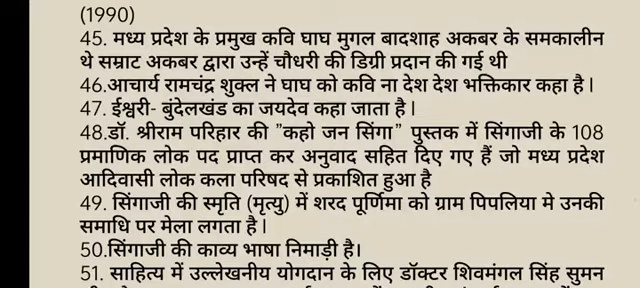 (1990)
45. मध्य प्रदेश के प्रमुख कवि घाघ मुगल बादशाह अकबर के समकालीन
थे सम्राट अकबर द्वारा उन्हें चौधरी की डिग्री प्रदान की गई थी
46.आचार्य रामचंद्र शुक्ल ने घाघ को कवि ना देश देश भक्तिकार कहा है l
47. ईश्वरी- बुंदेलखंड का जयदेव कहा जाता है l
48.डॉ. श्रीराम परिहार की "कहो जन सिंगा" पुस्तक में सिंगाजी के 108
प्रमाणिक लोक पद प्राप्त कर अनुवाद सहित दिए गए हैं जो मध्य प्रदेश
आदिवासी लोक कला परिषद से प्रकाशित हुआ है
49. सिंगाजी की स्मृति (मृत्यु) में शरद पूर्णिमा को ग्राम पिपलिया मे उनकी
समाधि पर मेला लगता है l
50.सिंगाजी की काव्य भाषा निमाड़ी है।
51. साहित्य में उल्लेखनीय योगदान के लिए डॉक्टर शिवमंगल सिंह सुमन